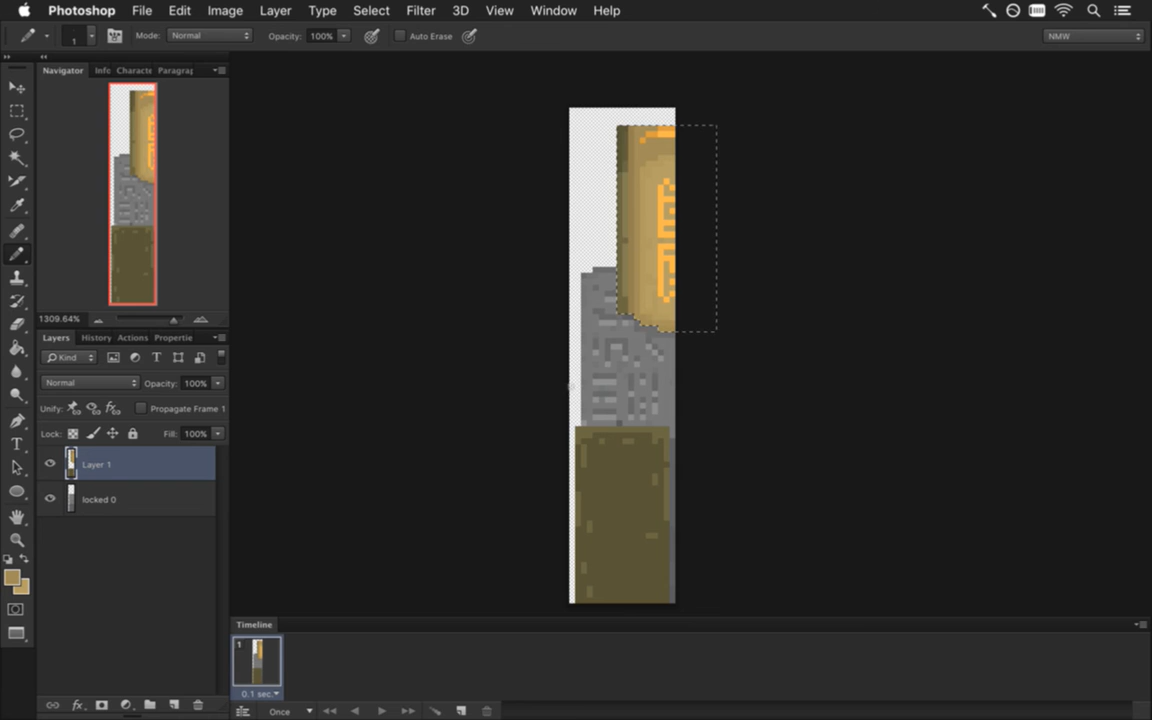 Photoshop File Edit Image Layer Type Select Filter 3D View Window Help
1 Mode: Normal Opacity: 100% Auto Erase NMW
Navigator Info Characte Paragrap
1309.64%
Layers History Actions Propertie
Kind
Normal Opacity: 100%
Unify: Propagate Frame 1
Lock: Fill: 100%
Layer 1
locked 0
Timeline
1
0.1 sec.
Once